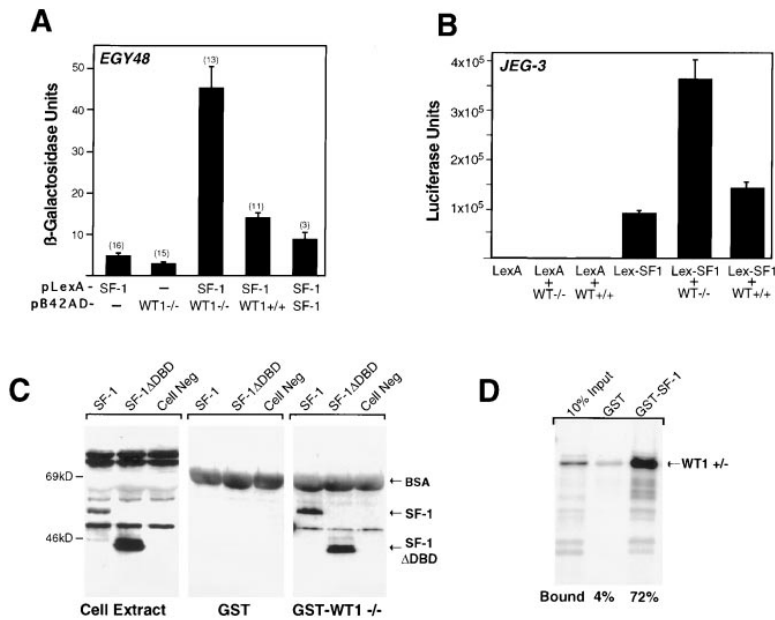 A
EGY48
ß-Galactosidase Units
50
40
30
20
10
(16)
(15)
(13)
(11)
(3)
pLexA - SF-1 — SF-1 SF-1 SF-1
pB42AD- — WT1-/- WT1-/- WT1+/+ SF-1
B
JEG-3
Luciferase Units
4x10⁵
3x10⁵
2x10⁵
1x10⁵
LexA LexA LexA Lex-SF1 Lex-SF1 Lex-SF1
+ + + +
WT-/- WT+/+ WT-/- WT+/+
C
SF-1 SF-1ΔDBD Cell Neg
SF-1 SF-1ΔDBD Cell Neg
SF-1 SF-1ΔDBD Cell Neg
69kD
46kD
BSA
SF-1
SF-1
ΔDBD
Cell Extract GST GST-WT1 -/-
D
10% Input GST GST-SF-1
WT1 +/-
Bound 4% 72%